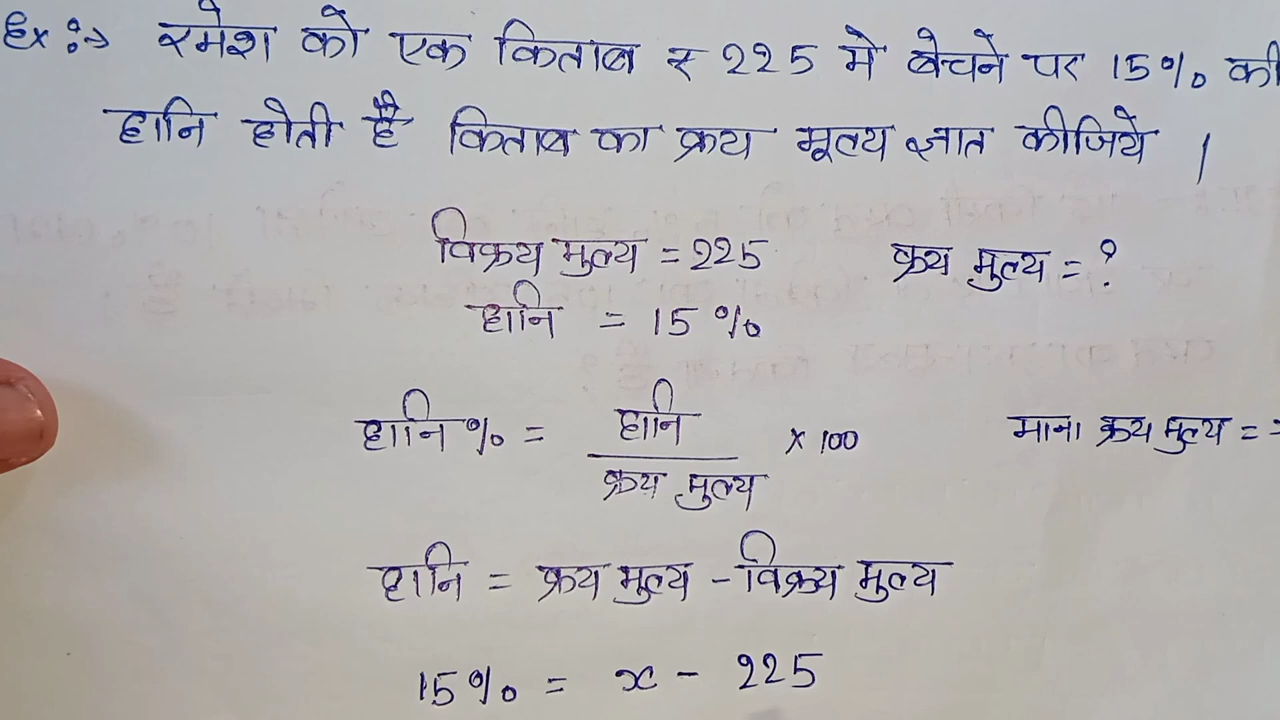 Ex :-> रमेश को एक किताब ₹ 225 मे बेचने पर 15% की
हानि होती है किताब का क्रय मूल्य ज्ञात कीजिये |
विक्रय मुल्य = 225 क्रय मुल्य = ?
हानि = 15 %
हानि % = हानि / क्रय मुल्य × 100 माना क्रय मुल्य =
हानि = क्रय मुल्य - विक्रय मुल्य
15% = x - 225